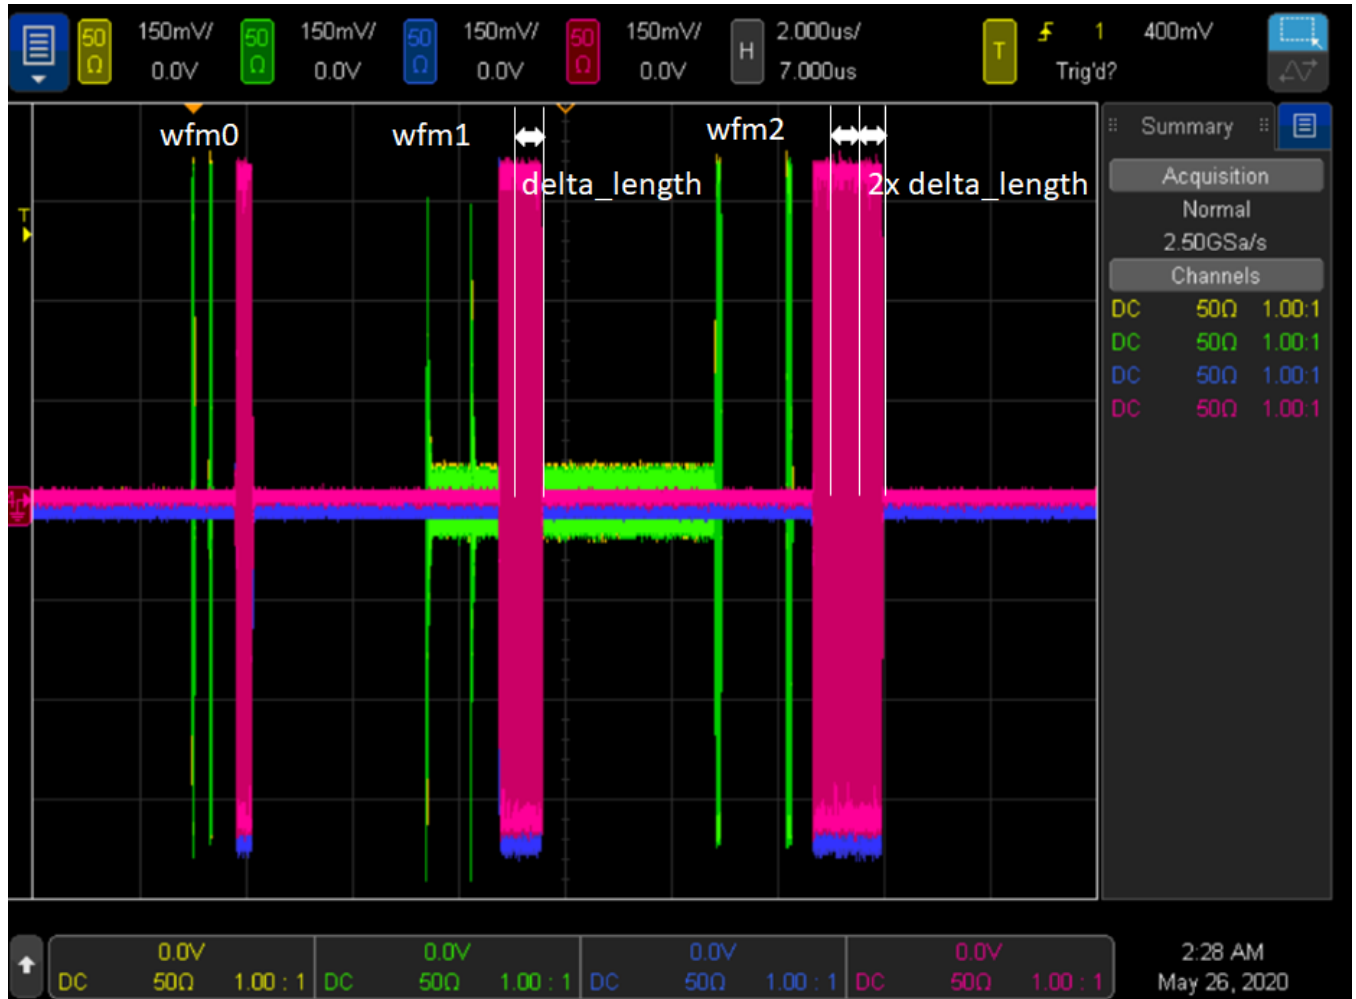 50 Ω 150mV/ 50 Ω 150mV/ 50 Ω 150mV/ 50 Ω 150mV/ H 2.000us/ T 1 400mV
0.0V 0.0V 0.0V 0.0V 7.000us Trig'd?
wfm0 wfm1 wfm2
delta_length 2x delta_length
T
Summary
Acquisition
Normal
2.50GSa/s
Channels
DC 50Ω 1.00:1
DC 50Ω 1.00:1
DC 50Ω 1.00:1
DC 50Ω 1.00:1
0.0V 0.0V 0.0V 0.0V 2:28 AM
DC 50Ω 1.00 : 1 DC 50Ω 1.00 : 1 DC 50Ω 1.00 : 1 DC 50Ω 1.00 : 1 May 26, 2020